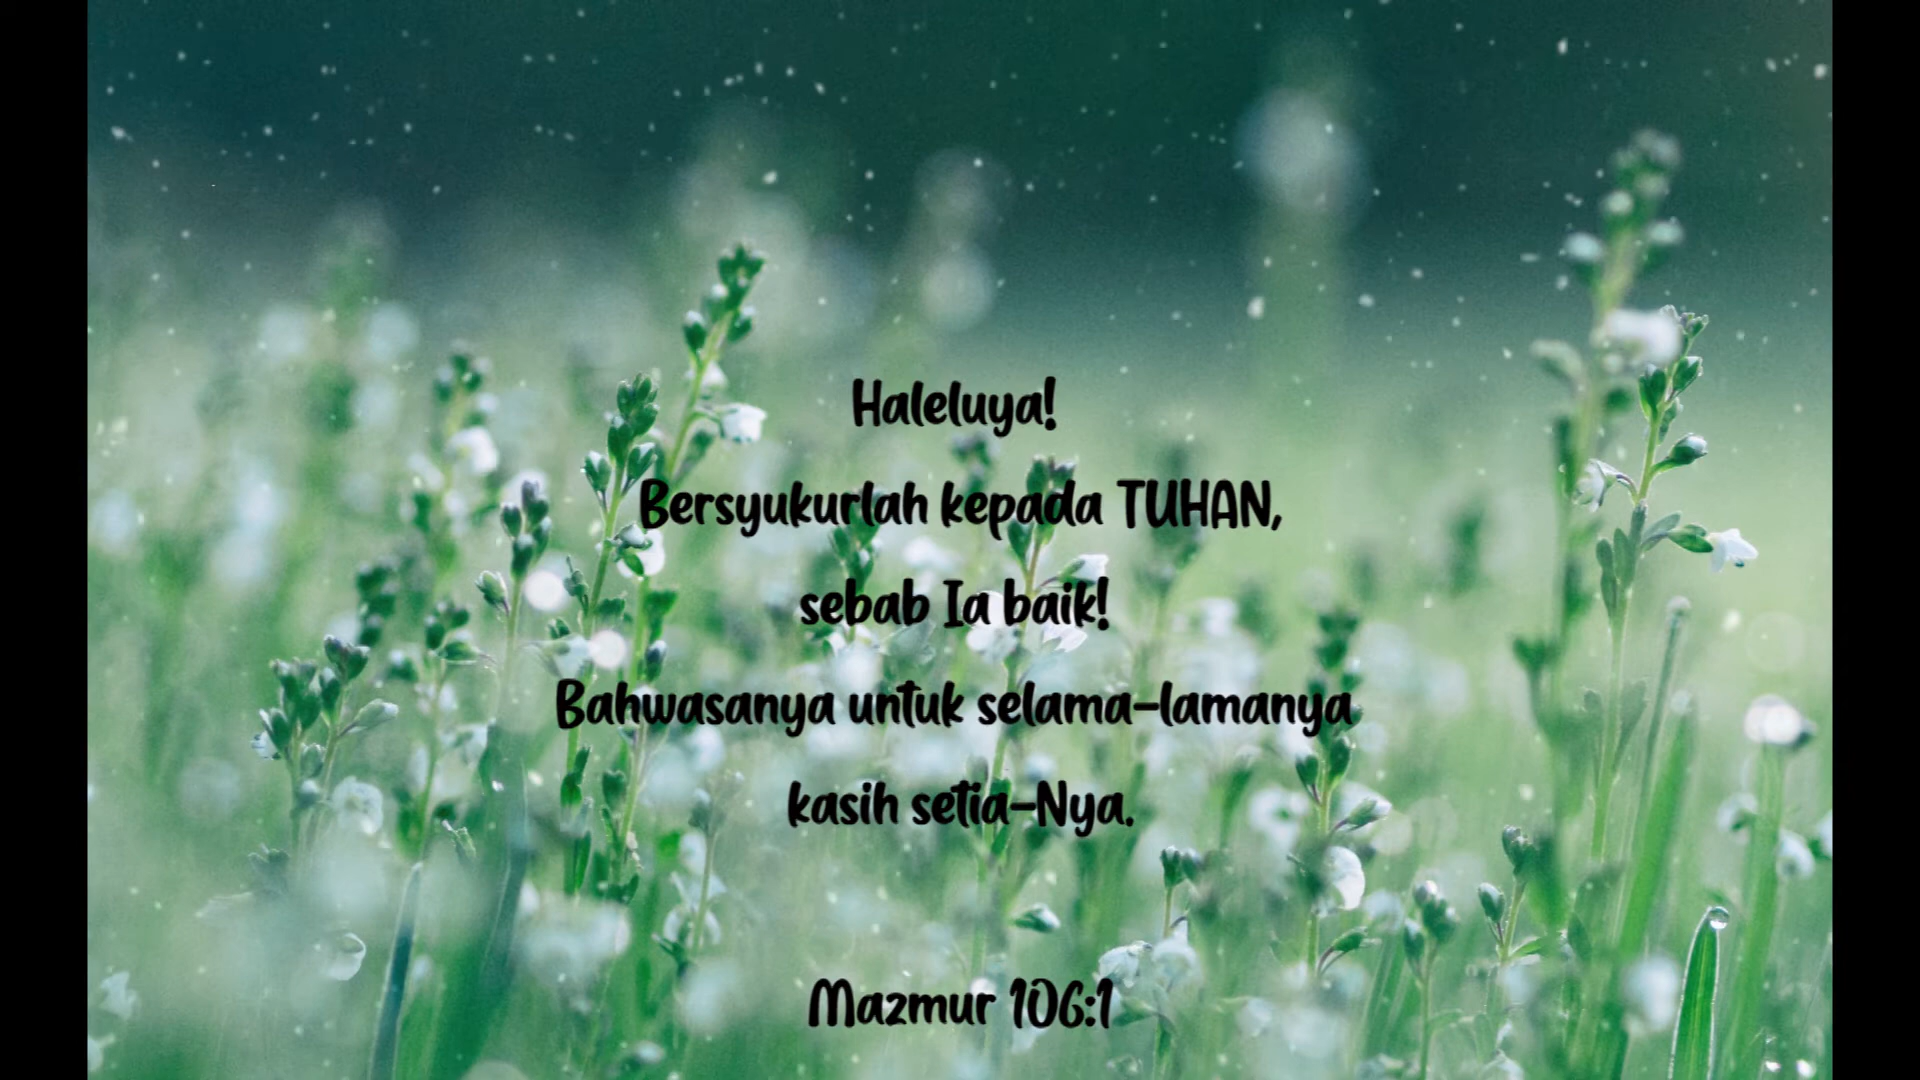 Haleluya!
Bersyukurlah kepada TUHAN,
sebab Ia baik!
Bahwasanya untuk selama-lamanya
kasih setia-Nya.
Mazmur 106:1